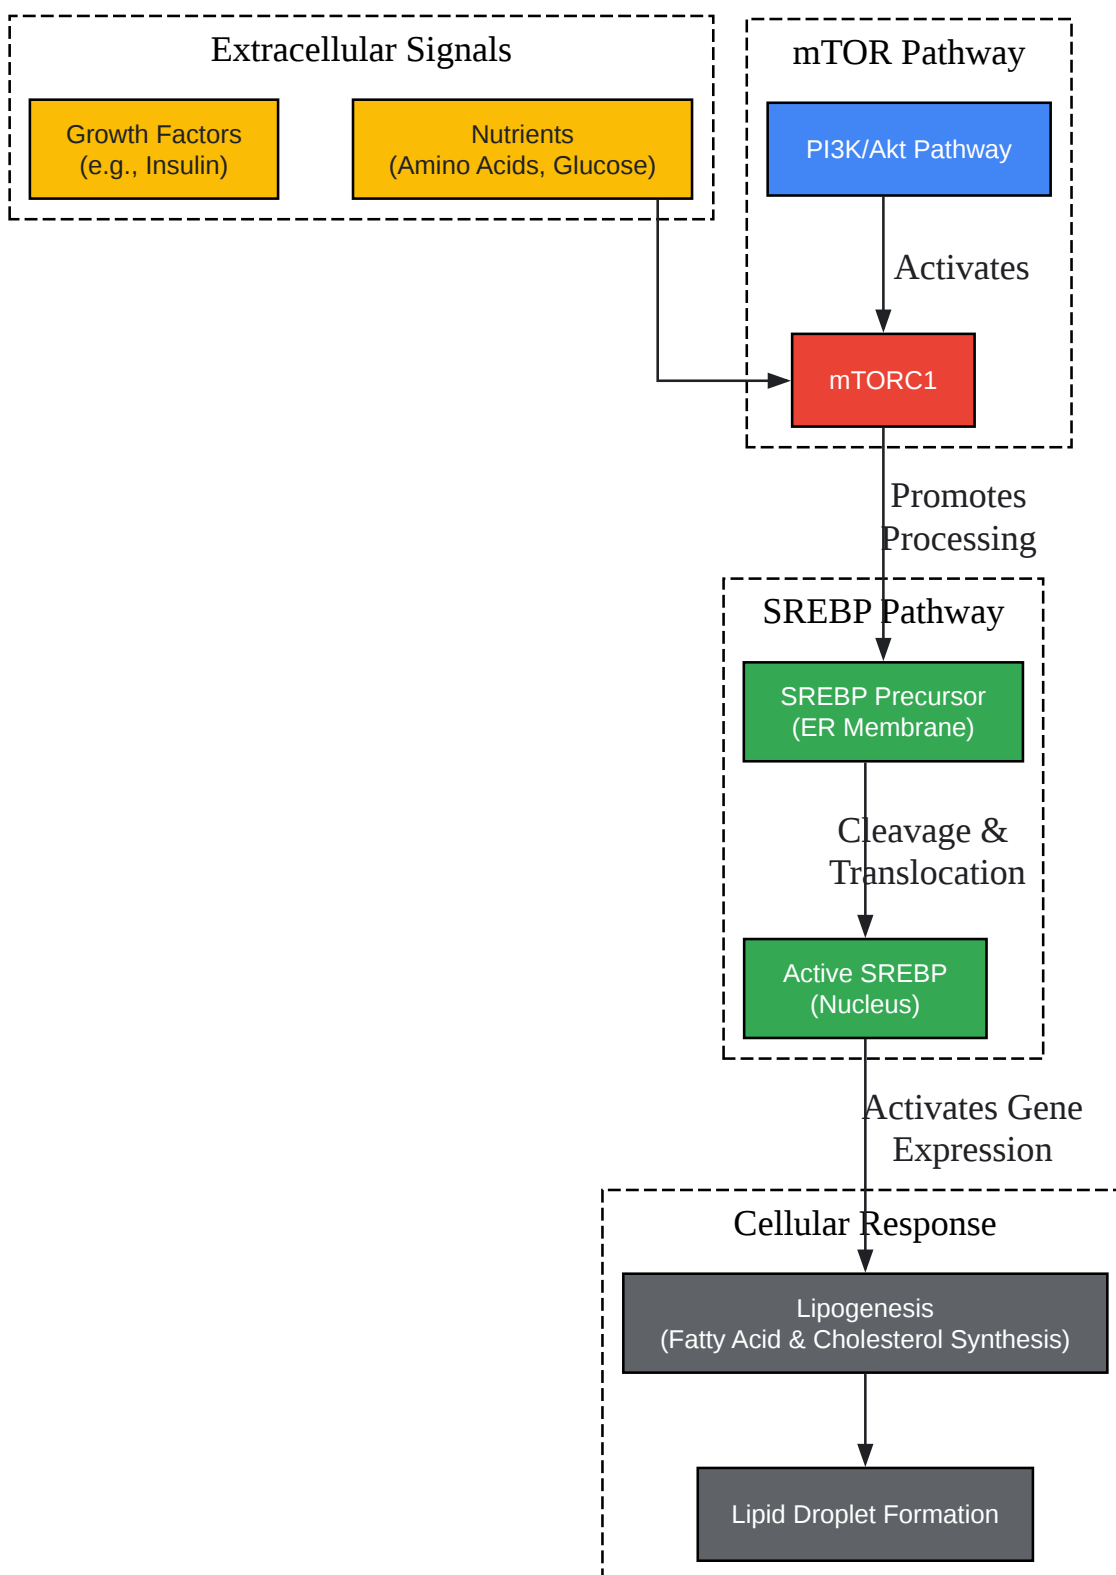 Extracellular Signals
Growth Factors
(e.g., Insulin)
Nutrients
(Amino Acids, Glucose)
mTOR Pathway
PI3K/Akt Pathway
Activates
mTORC1
Promotes
Processing
SREBP Pathway
SREBP Precursor
(ER Membrane)
Cleavage &
Translocation
Active SREBP
(Nucleus)
Activates Gene
Expression
Cellular Response
Lipogenesis
(Fatty Acid & Cholesterol Synthesis)
Lipid Droplet Formation